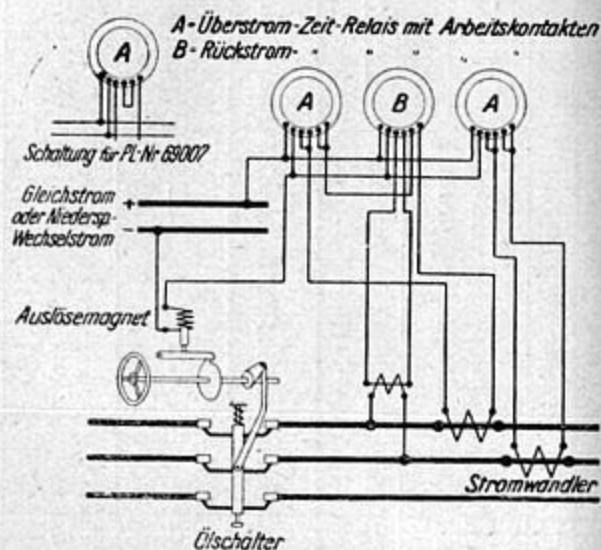 A = Überstrom-Zeit-Relais mit Arbeitskontakten
B = Rückstrom- " " " "
A
A
B
A
Schaltung für PL-Nr 69007
Gleichstrom
oder Niedersp.-
Wechselstrom
+
-
Auslösemagnet
Stromwandler
Ölschalter